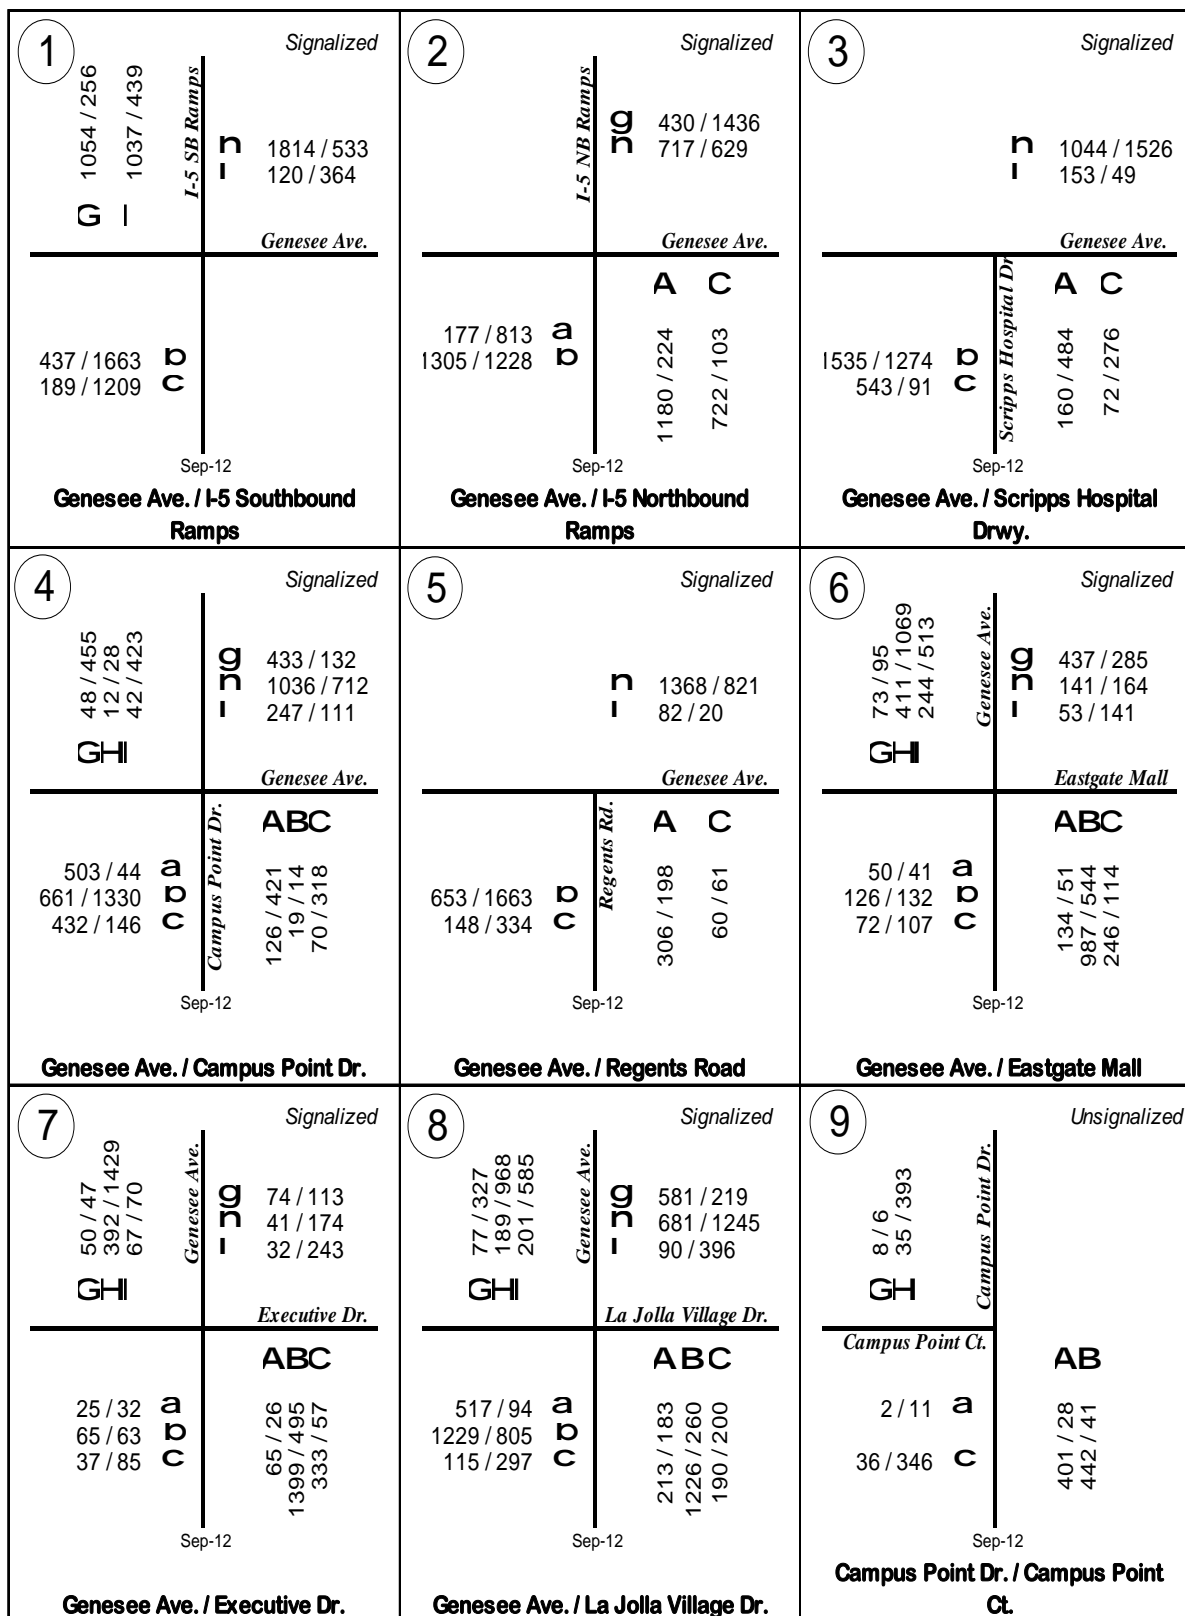 1
Signalized
1054 / 256
1037 / 439
I-5 SB Ramps
n 1814 / 533
l 120 / 364
G I
Genesee Ave.
437 / 1663 b
189 / 1209 c
Sep-12
Genesee Ave. / I-5 Southbound
Ramps
2
Signalized
I-5 NB Ramps
g 430 / 1436
n 717 / 629
Genesee Ave.
A C
177 / 813 a
1305 / 1228 b
1180 / 224
722 / 103
Sep-12
Genesee Ave. / I-5 Northbound
Ramps
3
Signalized
n 1044 / 1526
l 153 / 49
Genesee Ave.
Scripps Hospital Dr
A C
1535 / 1274 b
543 / 91 c
160 / 484
72 / 276
Sep-12
Genesee Ave. / Scripps Hospital
Drwy.
4
Signalized
48 / 455
12 / 28
42 / 423
g 433 / 132
n 1036 / 712
l 247 / 111
GHI
Genesee Ave.
Campus Point Dr.
ABC
503 / 44 a
661 / 1330 b
432 / 146 c
126 / 421
19 / 14
70 / 318
Sep-12
Genesee Ave. / Campus Point Dr.
5
Signalized
n 1368 / 821
l 82 / 20
Genesee Ave.
Regents Rd.
A C
653 / 1663 b
148 / 334 c
306 / 198
60 / 61
Sep-12
Genesee Ave. / Regents Road
6
Signalized
73 / 95
411 / 1069
244 / 513
Genesee Ave.
g 437 / 285
n 141 / 164
l 53 / 141
GHI
Eastgate Mall
ABC
50 / 41 a
126 / 132 b
72 / 107 c
134 / 51
987 / 544
246 / 114
Sep-12
Genesee Ave. / Eastgate Mall
7
Signalized
50 / 47
392 / 1429
67 / 70
Genesee Ave.
g 74 / 113
n 41 / 174
l 32 / 243
GHI
Executive Dr.
ABC
25 / 32 a
65 / 63 b
37 / 85 c
65 / 26
1399 / 495
333 / 57
Sep-12
Genesee Ave. / Executive Dr.
8
Signalized
77 / 327
189 / 968
201 / 585
Genesee Ave.
g 581 / 219
n 681 / 1245
l 90 / 396
GHI
La Jolla Village Dr.
ABC
517 / 94 a
1229 / 805 b
115 / 297 c
213 / 183
1226 / 260
190 / 200
Sep-12
Genesee Ave. / La Jolla Village Dr.
9
Unsignalized
8 / 6
35 / 393
Campus Point Dr.
GH
Campus Point Ct.
AB
2 / 11 a
36 / 346 c
401 / 28
442 / 41
Sep-12
Campus Point Dr. / Campus Point
Ct.